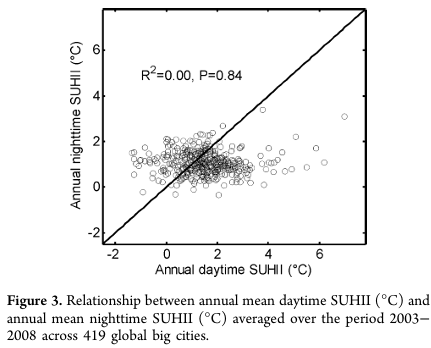 Annual nighttime SUHII (°C)
6
4
2
0
-2
R²=0.00, P=0.84
-2 0 2 4 6
Annual daytime SUHII (°C)
Figure 3. Relationship between annual mean daytime SUHII (°C) and
annual mean nighttime SUHII (°C) averaged over the period 2003−
2008 across 419 global big cities.